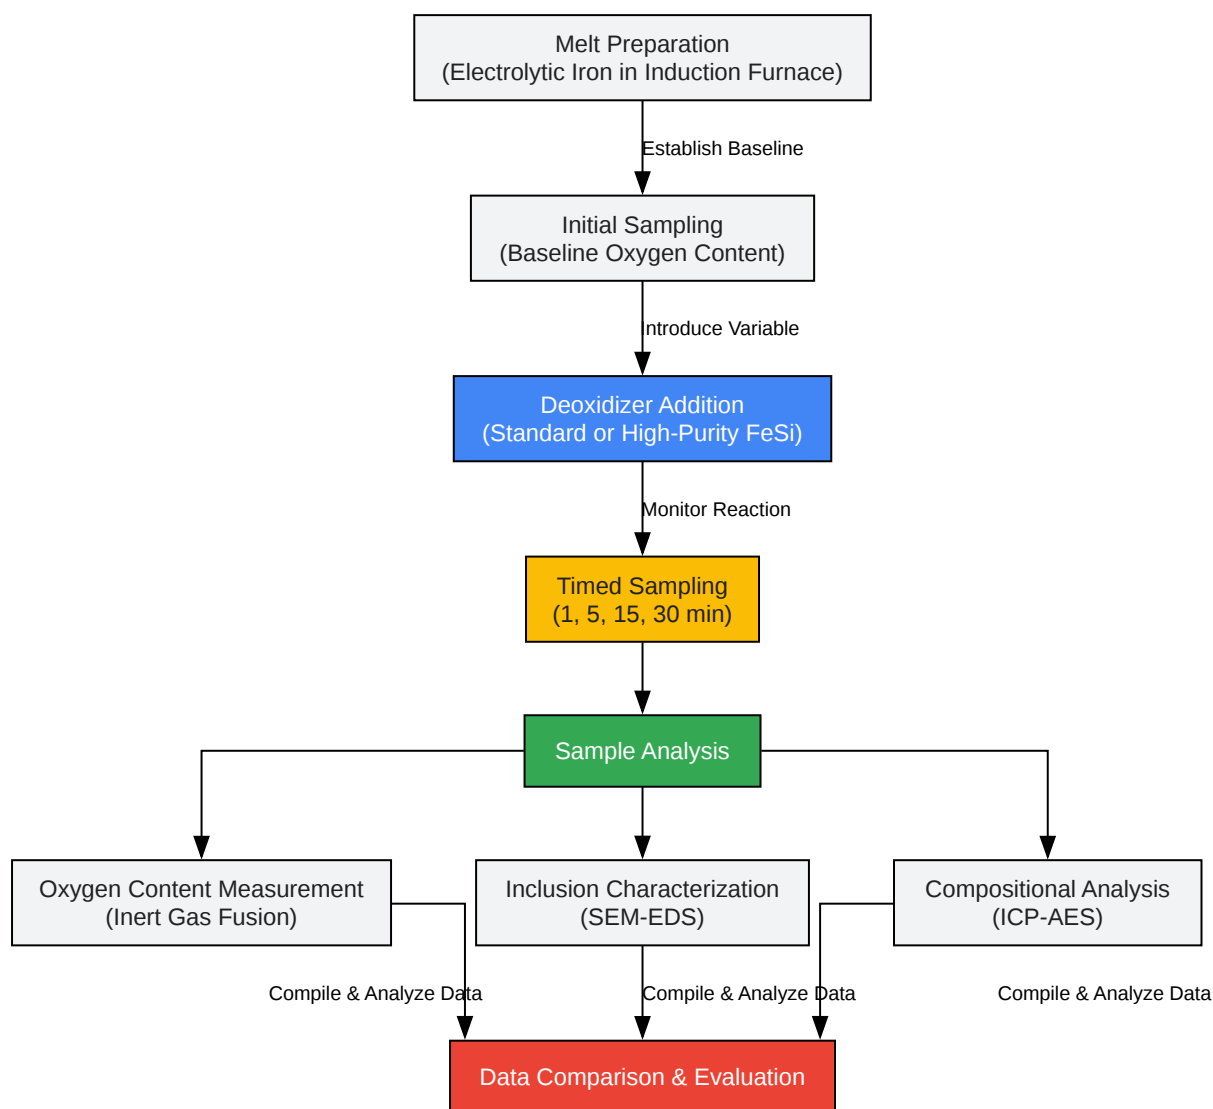 Melt Preparation
(Electrolytic Iron in Induction Furnace)
Establish Baseline
Initial Sampling
(Baseline Oxygen Content)
Introduce Variable
Deoxidizer Addition
(Standard or High-Purity FeSi)
Monitor Reaction
Timed Sampling
(1, 5, 15, 30 min)
Sample Analysis
Oxygen Content Measurement
(Inert Gas Fusion)
Inclusion Characterization
(SEM-EDS)
Compositional Analysis
(ICP-AES)
Compile & Analyze Data
Compile & Analyze Data
Compile & Analyze Data
Data Comparison & Evaluation